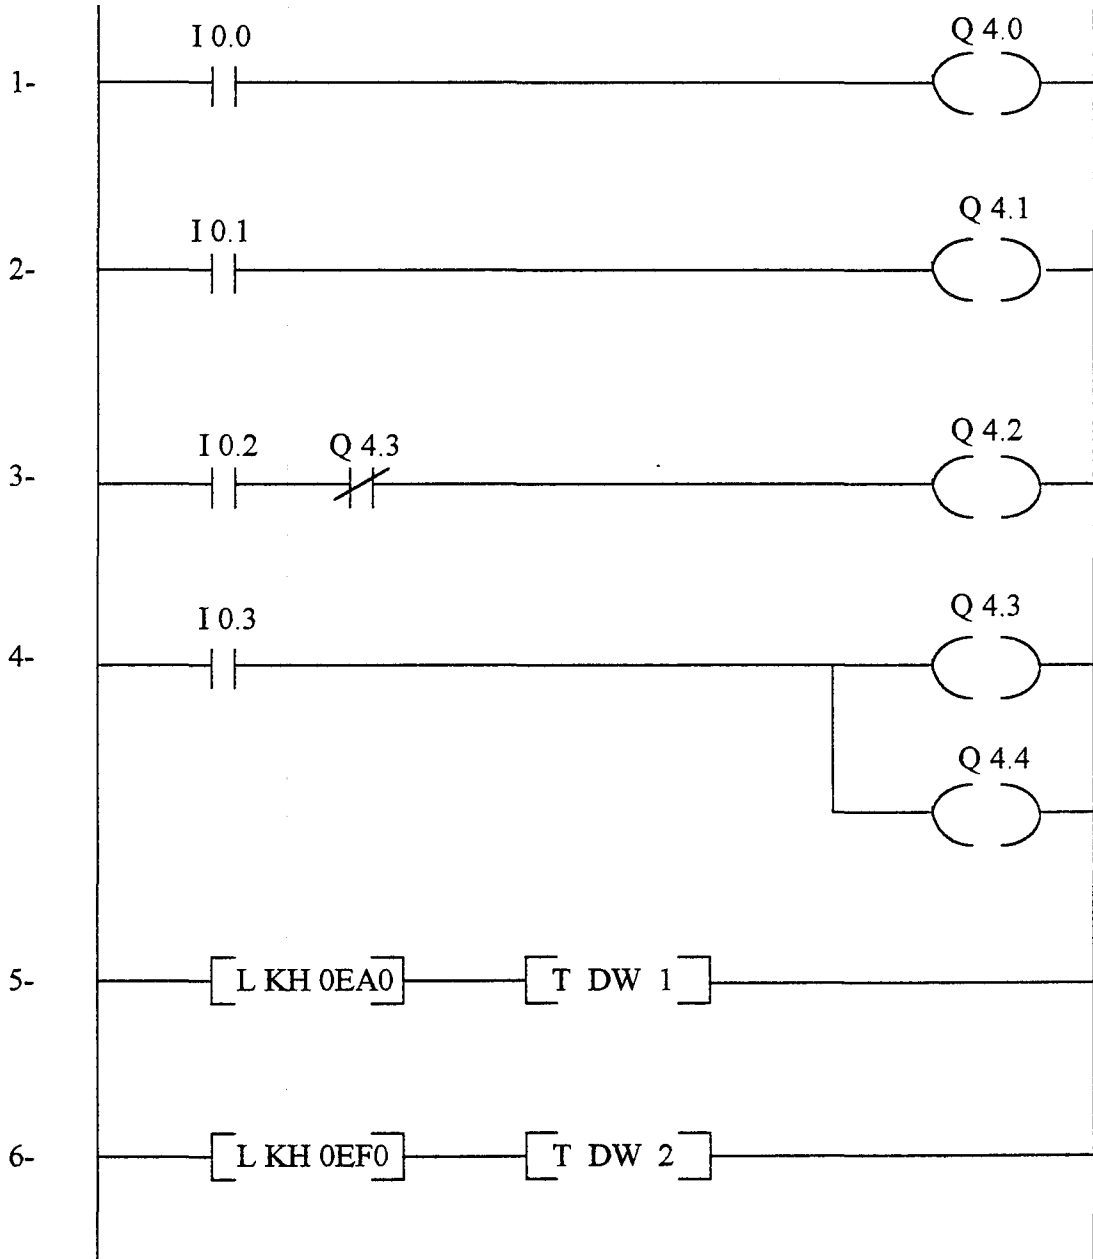 I 0.0 Q 4.0
1-
I 0.1 Q 4.1
2-
I 0.2 Q 4.3 Q 4.2
3-
I 0.3 Q 4.3
4-
Q 4.4
5- L KH 0EA0 T DW 1
6- L KH 0EF0 T DW 2